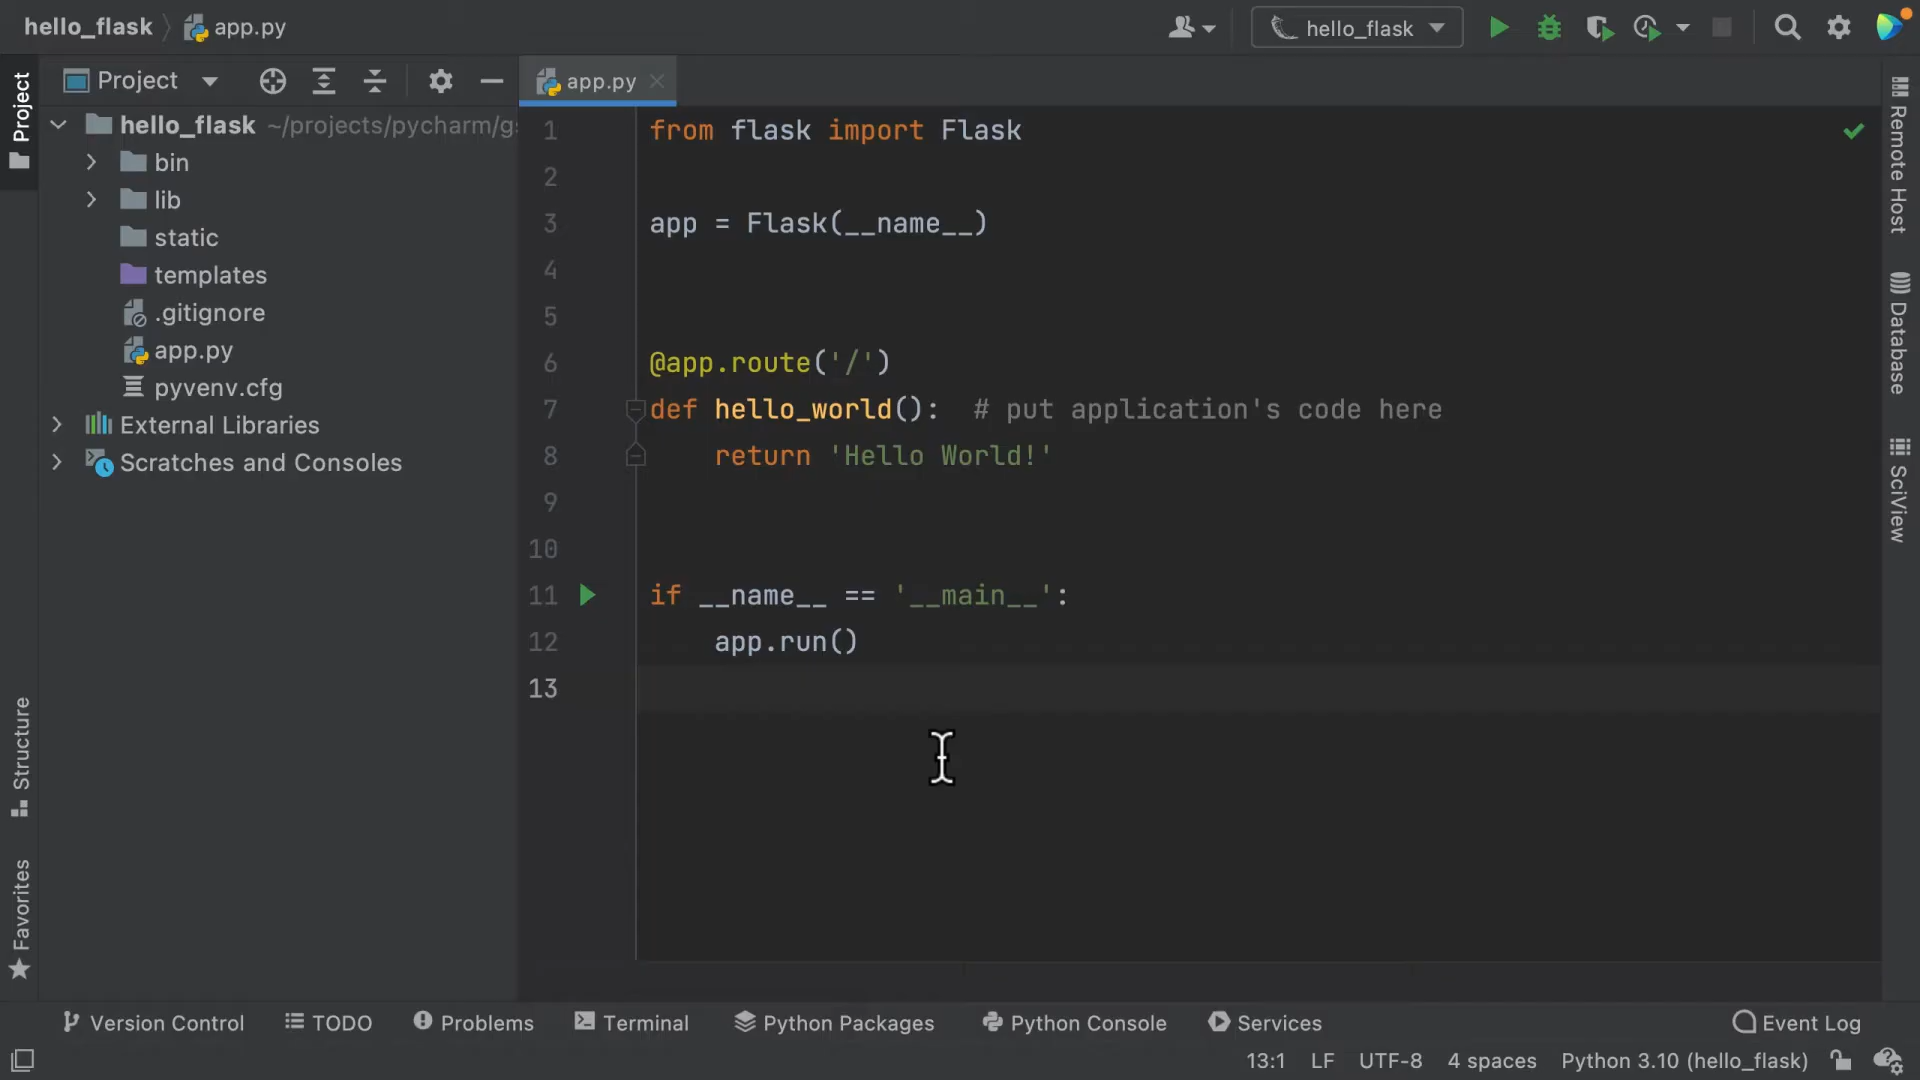 hello_flask app.py
hello_flask
Project
app.py
Project
hello_flask ~/projects/pycharm/g
bin
lib
static
templates
.gitignore
app.py
pyvenv.cfg
External Libraries
Scratches and Consoles
Structure
Favorites
1 from flask import Flask
2
3 app = Flask(__name__)
4
5
6 @app.route('/')
7 def hello_world():  # put application's code here
8     return 'Hello World!'
9
10
11 if __name__ == '__main__':
12     app.run()
13
Remote Host
Database
SciView
Version Control TODO Problems Terminal Python Packages Python Console Services Event Log
13:1 LF UTF-8 4 spaces Python 3.10 (hello_flask)